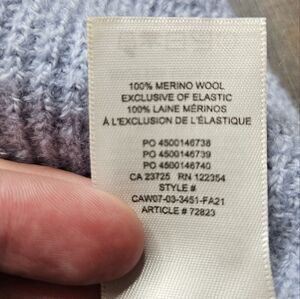 100% MERINO WOOL
EXCLUSIVE OF ELASTIC
100% LAINE MÉRINOS
À L'EXCLUSION DE L'ÉLASTIQUE
PO 4500146738
PO 4500146739
PO 4500146740
CA 23725 RN 122354
STYLE #
CAW07-03-3451-FA21
ARTICLE # 72823